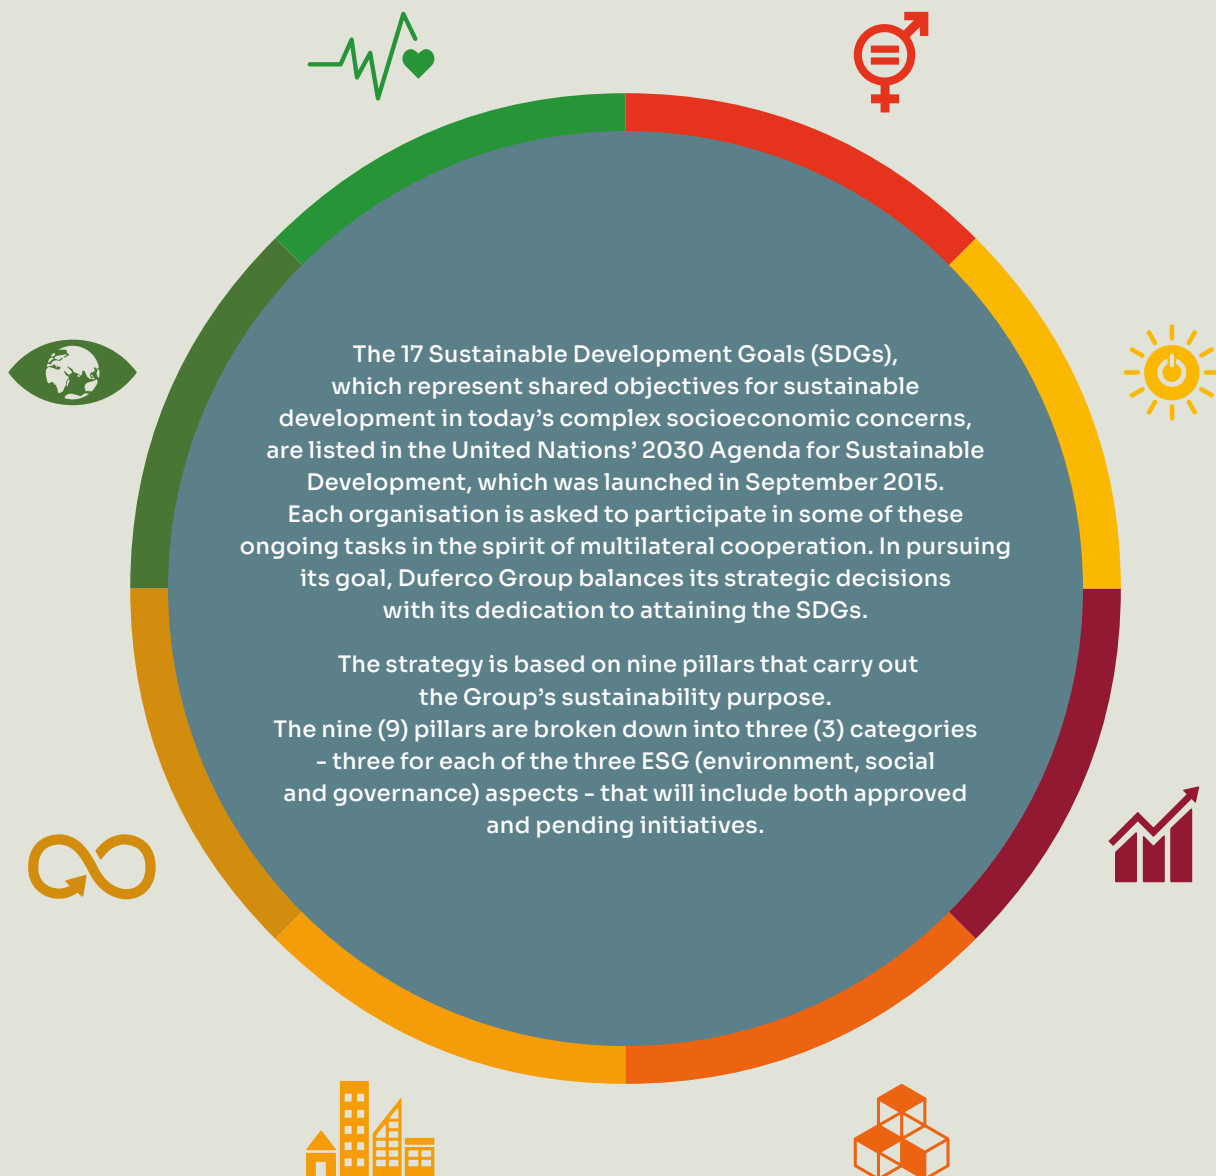 The 17 Sustainable Development Goals (SDGs),
which represent shared objectives for sustainable
development in today’s complex socioeconomic concerns,
are listed in the United Nations’ 2030 Agenda for Sustainable
Development, which was launched in September 2015.
Each organisation is asked to participate in some of these
ongoing tasks in the spirit of multilateral cooperation. In pursuing
its goal, Duferco Group balances its strategic decisions
with its dedication to attaining the SDGs.
The strategy is based on nine pillars that carry out
the Group’s sustainability purpose.
The nine (9) pillars are broken down into three (3) categories
– three for each of the three ESG (environment, social
and governance) aspects – that will include both approved
and pending initiatives.